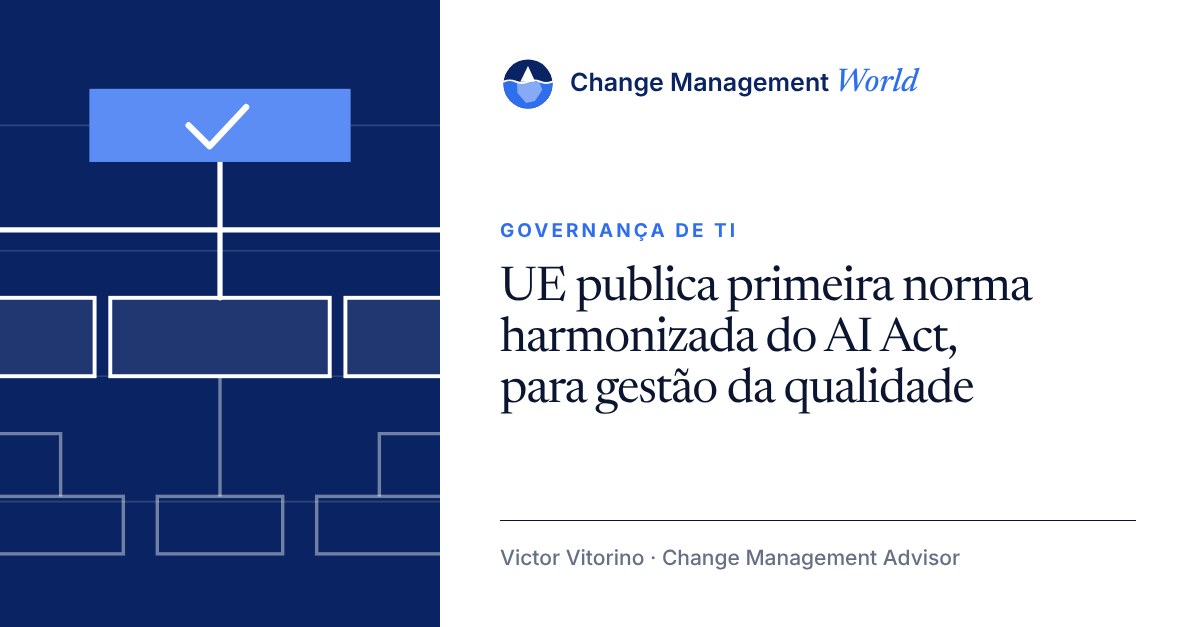 Change Management World
GOVERNANÇA DE TI
UE publica primeira norma
harmonizada do AI Act,
para gestão da qualidade
Victor Vitorino · Change Management Advisor